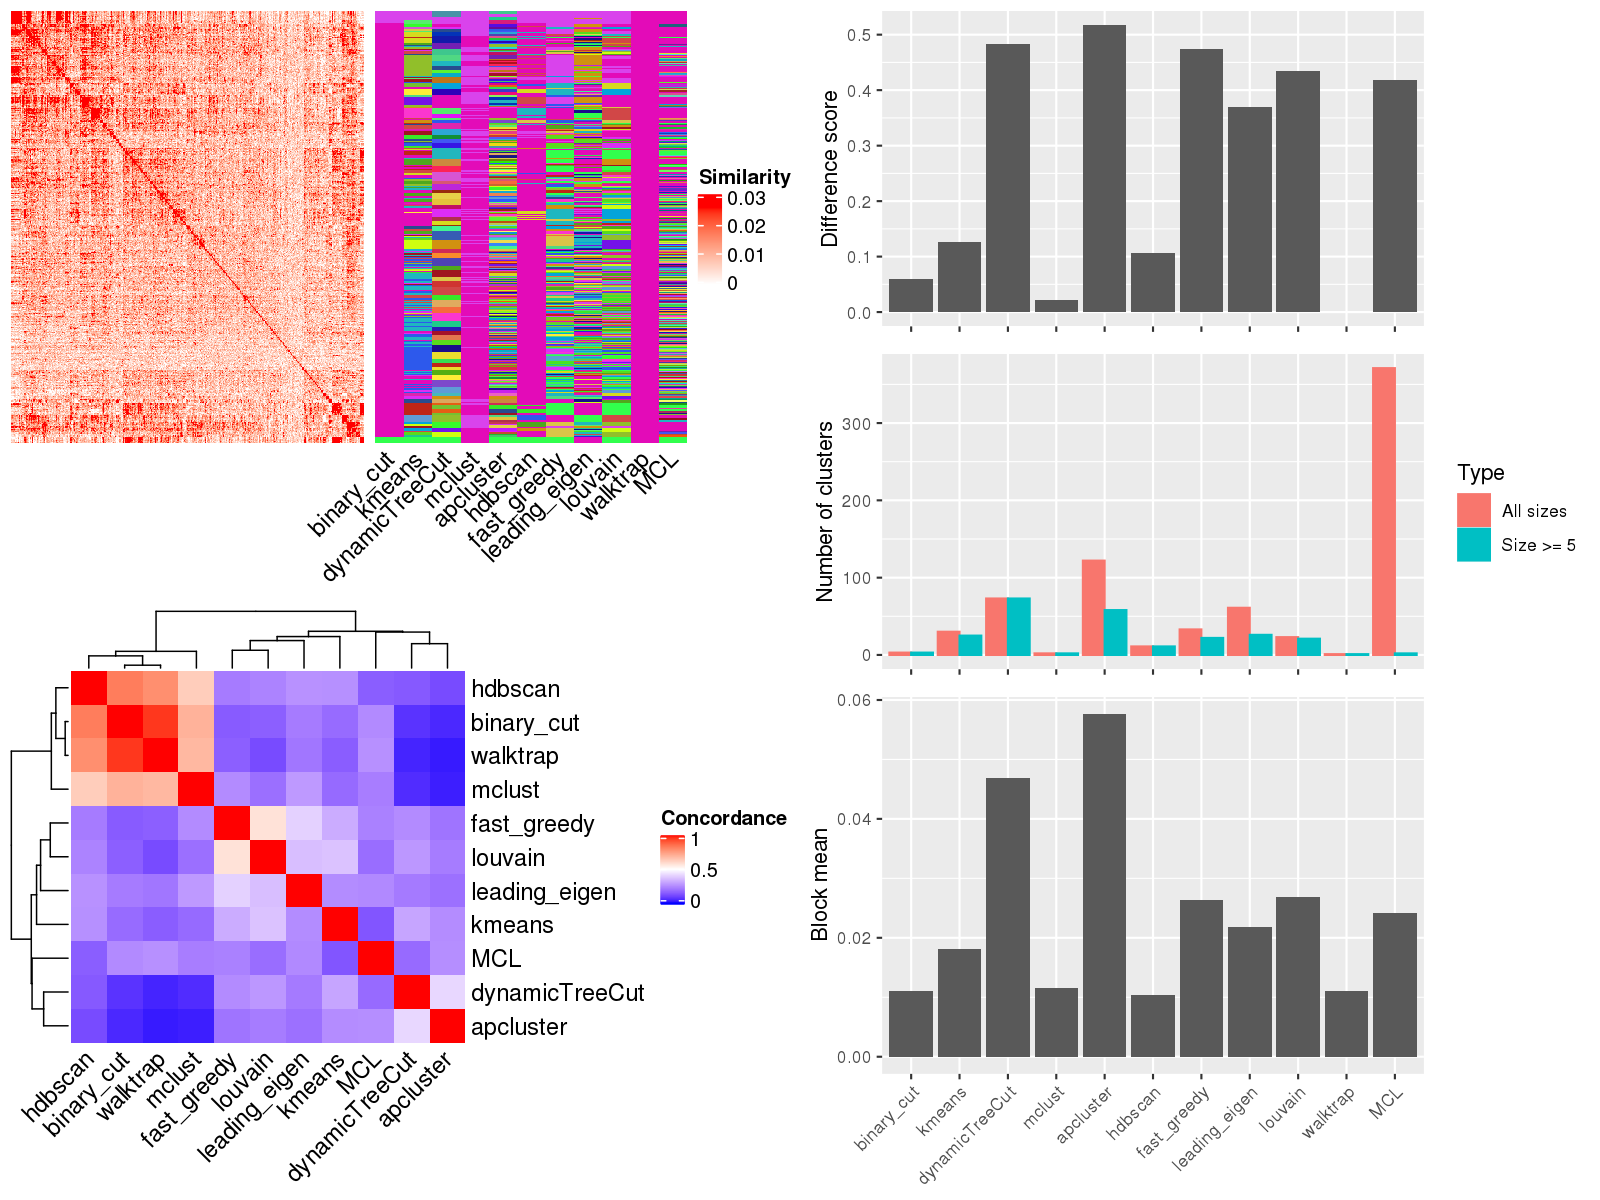 Similarity
0.03
0.02
0.01
0
binary_cut
kmeans
dynamicTreeCut
mclust
apcluster
hdbscan
fast_greedy
leading_eigen
louvain
walktrap
MCL
hdbscan
binary_cut
walktrap
mclust
fast_greedy
louvain
leading_eigen
kmeans
MCL
dynamicTreeCut
apcluster
Concordance
1
0.5
0
hdbscan
binary_cut
walktrap
mclust
fast_greedy
louvain
leading_eigen
kmeans
MCL
dynamicTreeCut
apcluster
Difference score
0.5
0.4
0.3
0.2
0.1
0.0
Number of clusters
300
200
100
0
Type
All sizes
Size >= 5
Block mean
0.06
0.04
0.02
0.00
binary_cut
kmeans
dynamicTreeCut
mclust
apcluster
hdbscan
fast_greedy
leading_eigen
louvain
walktrap
MCL